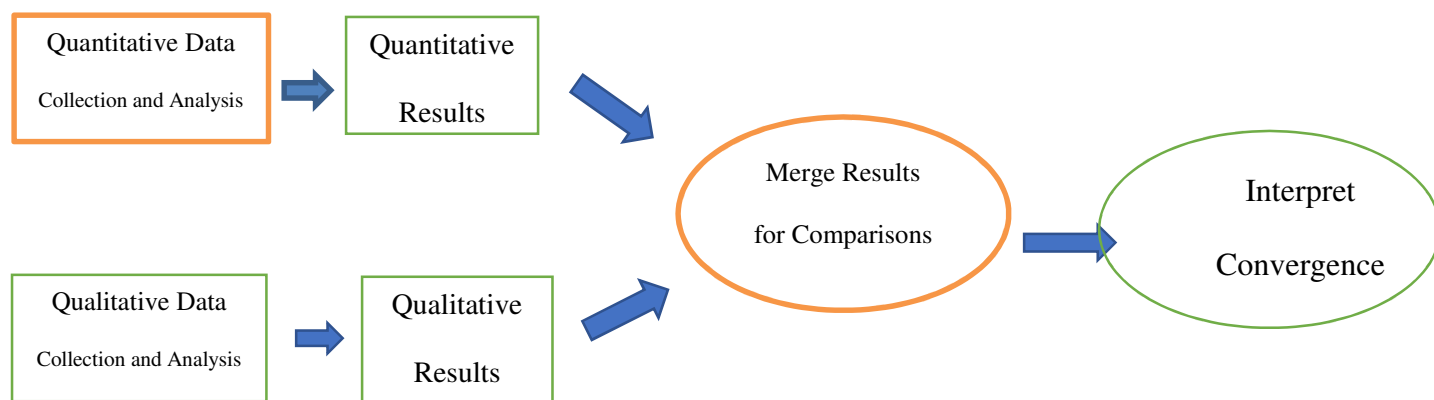 Quantitative Data
Collection and Analysis
Quantitative
Results
Merge Results
for Comparisons
Interpret
Convergence
Qualitative Data
Collection and Analysis
Qualitative
Results